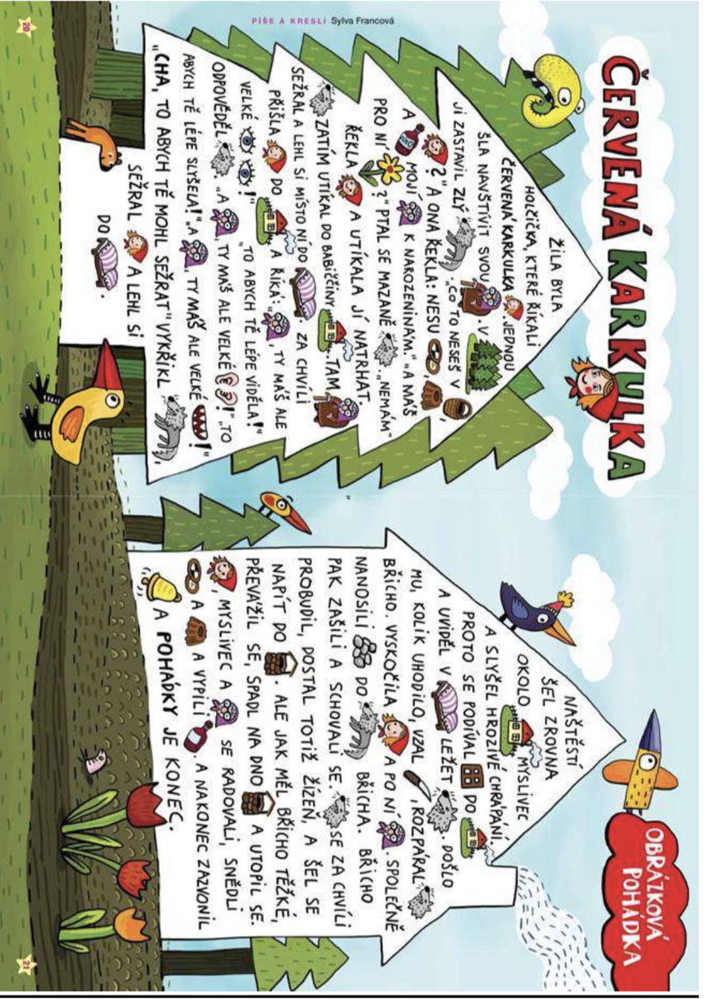 ČERVENÁ KARKULKA
PÍŠE A KRESLÍ Sylva Francová
ŽILA BYLA
HOLČIČKA, KTERÉ ŘÍKALI
ČERVENÁ KARKULKA . JEDNOU
ŠLA NAVŠTÍVIT SVOU . V
JI ZASTAVIL ZLÝ . „CO TO NESEŠ V
?" A ONA ŘEKLA: NESU ,
A VÍNO MOJÍ K NAROZENINÁM." „A MÁŠ
PRO NÍ ?" PTAL SE MAZANĚ . „NEMÁM"
ŘEKLA A UTÍKALA JÍ NATRHAT.
ZATÍM UTÍKAL DO BABIČČINY . TAM
SEŽRAL A LEHL SI MÍSTO NÍ DO . ZA CHVÍLI
PŘIŠLA DO A ŘÍKÁ: „ , TY MÁŠ ALE
VELKÉ !" „TO ABYCH TĚ LÉPE VIDĚLA!"
ODPOVĚDĚL . „A , TY MÁŠ ALE VELKÉ !" „TO
ABYCH TĚ LÉPE SLYŠELA!" „A , TY MÁŠ ALE VELKÉ !"
„CHA, TO ABYCH TĚ MOHL SEŽRAT" VYKŘIKL ,
SEŽRAL A LEHL SI
DO .
20
OBRÁZKOVÁ
POHÁDKA
NAŠTĚSTÍ
ŠEL ZROVNA
OKOLO MYSLIVEC
A SLYŠEL HROZIVÉ CHRÁPÁNÍ.
PROTO SE PODÍVAL DO
A UVIDĚL V LEŽET . DOŠLO
MU, KOLIK UHODILO, VZAL , ROZPÁRAL
BŘICHO. VYSKOČILA A PO NÍ . SPOLEČNĚ
NANOSILI DO BŘICHA. BŘICHO
PAK ZAŠILI A SCHOVALI SE. SE ZA CHVÍLI
PROBUDIL, DOSTAL TOTIŽ ŽÍZEŇ, A ŠEL SE
NAPÍT DO . ALE JAK MĚL BŘICHO TĚŽKÉ,
PŘEVÁŽIL SE, SPADL NA DNO A UTOPIL SE.
, MYSLIVEC A SE RADOVALI, SNĚDLI
A A VYPILI . A NAKONEC ZAZVONIL
A POHÁDKY JE KONEC.
21